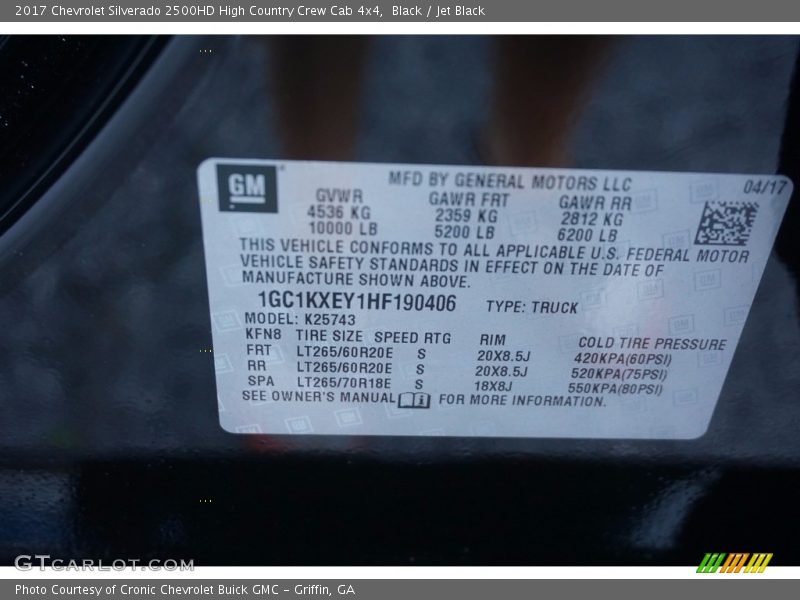 2017 Chevrolet Silverado 2500HD High Country Crew Cab 4x4, Black / Jet Black
GM
MFD BY GENERAL MOTORS LLC
04/17
GVWR GAWR FRT GAWR RR
4536 KG 2359 KG 2812 KG
10000 LB 5200 LB 6200 LB
THIS VEHICLE CONFORMS TO ALL APPLICABLE U.S. FEDERAL MOTOR
VEHICLE SAFETY STANDARDS IN EFFECT ON THE DATE OF
MANUFACTURE SHOWN ABOVE.
1GC1KXEY1HF190406 TYPE: TRUCK
MODEL: K25743
KFN8 TIRE SIZE SPEED RTG RIM COLD TIRE PRESSURE
FRT LT265/60R20E S 20X8.5J 420KPA(60PSI)
RR LT265/60R20E S 20X8.5J 520KPA(75PSI)
SPA LT265/70R18E S 18X8J 550KPA(80PSI)
SEE OWNER'S MANUAL FOR MORE INFORMATION.
GTCARLOT.COM
Photo Courtesy of Cronic Chevrolet Buick GMC - Griffin, GA